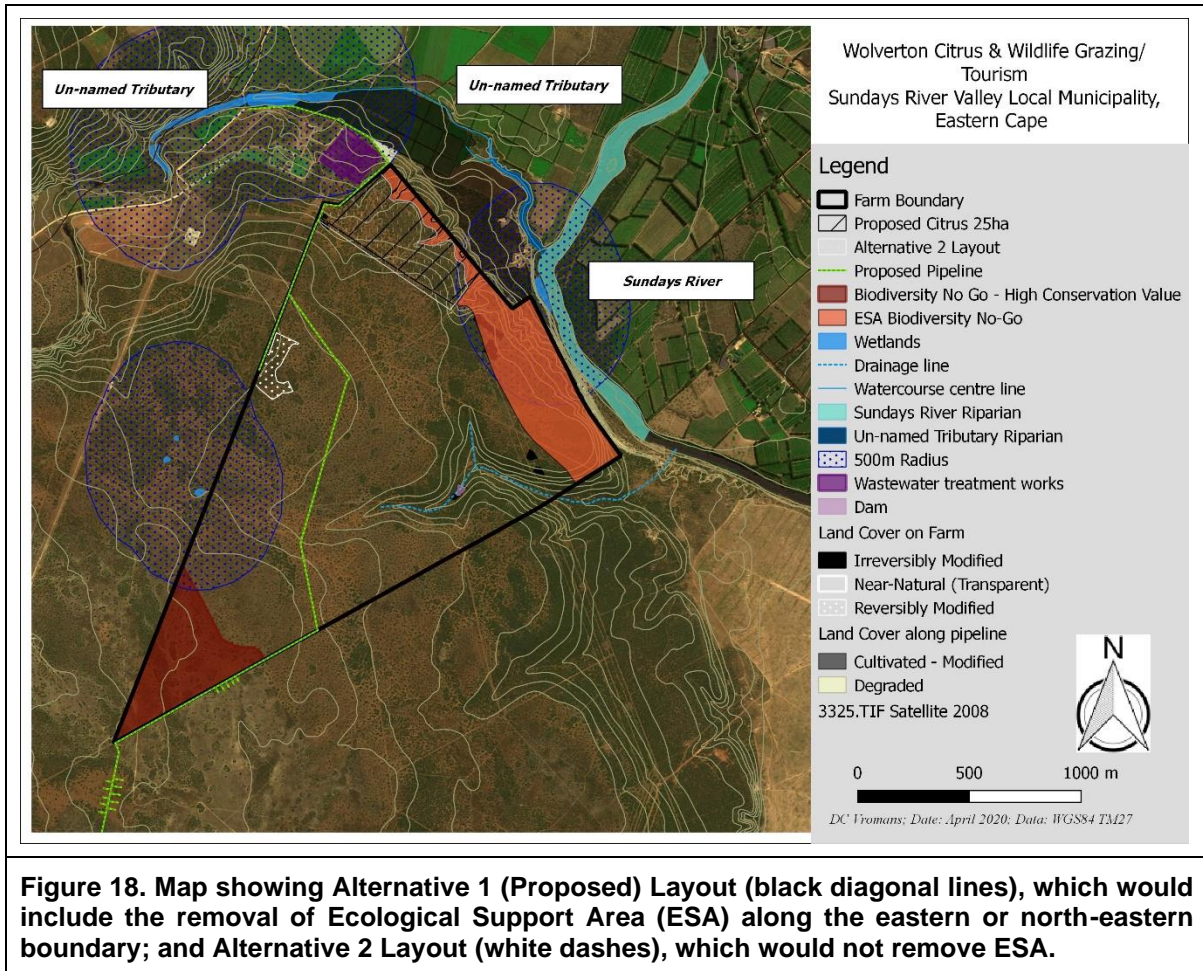 Un-named Tributary
Un-named Tributary
Sundays River
Wolverton Citrus & Wildlife Grazing/
Tourism
Sundays River Valley Local Municipality,
Eastern Cape
Legend
Farm Boundary
Proposed Citrus 25ha
Alternative 2 Layout
Proposed Pipeline
Biodiversity No Go - High Conservation Value
ESA Biodiversity No-Go
Wetlands
Drainage line
Watercourse centre line
Sundays River Riparian
Un-named Tributary Riparian
500m Radius
Wastewater treatment works
Dam
Land Cover on Farm
Irreversibly Modified
Near-Natural (Transparent)
Reversibly Modified
Land Cover along pipeline
Cultivated - Modified
Degraded
3325.TIF Satellite 2008
N
0 500 1000 m
DC Vromans; Date: April 2020; Data: WGS84 TM27
Figure 18. Map showing Alternative 1 (Proposed) Layout (black diagonal lines), which would
include the removal of Ecological Support Area (ESA) along the eastern or north-eastern
boundary; and Alternative 2 Layout (white dashes), which would not remove ESA.